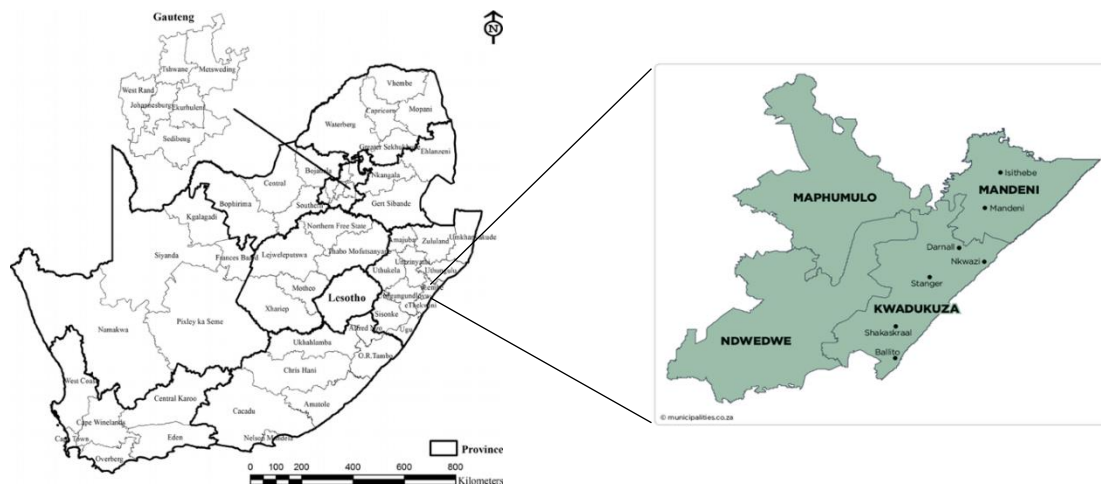 Gauteng
N
Tshwane
Metsweding
West Rand
Johannesburg
Ekurhuleni
Sedibeng
Vhembe
Mopani
Capricorn
Waterberg
Greater Sekhukhune
Ehlanzeni
Bojanala
Nkangala
Central
Southern
Gert Sibande
Bophirima
Kgalagadi
Northern Free State
Amajuba
Zululand
Umkhanyakude
Siyanda
Frances Baard
Lejweleputswa
Thabo Mofutsanyane
Umzinyathi
Uthukela
Uthungulu
Motheo
Lesotho
eThekwini
Xhariep
Sisonke
Namakwa
Pixley ka Seme
Alfred Nzo
Ugu
Ukhahlamba
O.R.Tambo
Chris Hani
West Coast
Central Karoo
Amatole
Cacadu
Cape Winelands
Cape Town
Eden
Nelson Mandela
Overberg
Province
0 100 200 400 600 800
Kilometers
Isithebe
MAPHUMULO
MANDENI
Mandeni
Darnall
Nkwazi
Stanger
KWADUKUZA
Shakaskraal
NDWEDWE
Ballito
© municipalities.co.za